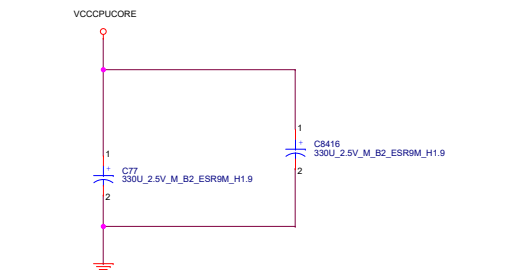 VCCCPUCORE
1
+
C8416
330U_2.5V_M_B2_ESR9M_H1.9
2
1
+
C77
330U_2.5V_M_B2_ESR9M_H1.9
2